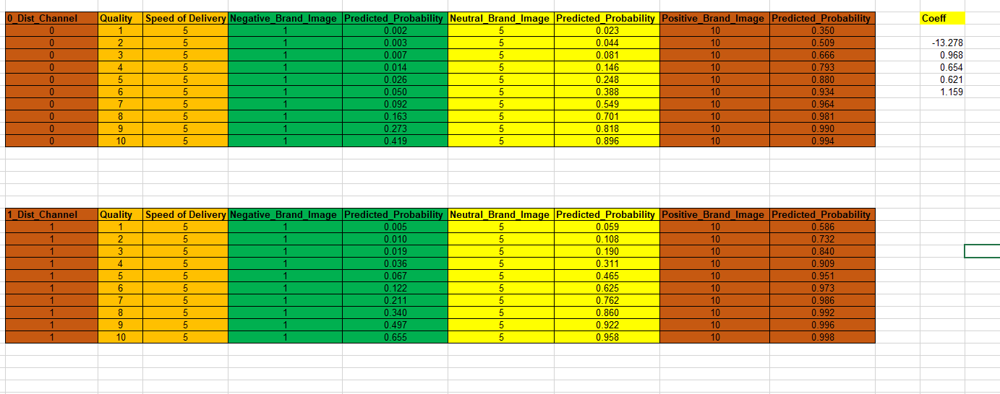 0_Dist_Channel Quality Speed of Delivery Negative_Brand_Image Predicted_Probability Neutral_Brand_Image Predicted_Probability Positive_Brand_Image Predicted_Probability Coeff
0 1 5 1 0.002 5 0.023 10 0.350
0 2 5 1 0.003 5 0.044 10 0.509 -13.278
0 3 5 1 0.007 5 0.081 10 0.666 0.968
0 4 5 1 0.014 5 0.146 10 0.793 0.654
0 5 5 1 0.026 5 0.248 10 0.880 0.621
0 6 5 1 0.050 5 0.388 10 0.934 1.159
0 7 5 1 0.092 5 0.549 10 0.964
0 8 5 1 0.163 5 0.701 10 0.981
0 9 5 1 0.273 5 0.818 10 0.990
0 10 5 1 0.419 5 0.896 10 0.994
1_Dist_Channel Quality Speed of Delivery Negative_Brand_Image Predicted_Probability Neutral_Brand_Image Predicted_Probability Positive_Brand_Image Predicted_Probability
1 1 5 1 0.005 5 0.059 10 0.586
1 2 5 1 0.010 5 0.108 10 0.732
1 3 5 1 0.019 5 0.190 10 0.840
1 4 5 1 0.036 5 0.311 10 0.909
1 5 5 1 0.067 5 0.465 10 0.951
1 6 5 1 0.122 5 0.625 10 0.973
1 7 5 1 0.211 5 0.762 10 0.986
1 8 5 1 0.340 5 0.860 10 0.992
1 9 5 1 0.497 5 0.922 10 0.996
1 10 5 1 0.655 5 0.958 10 0.998